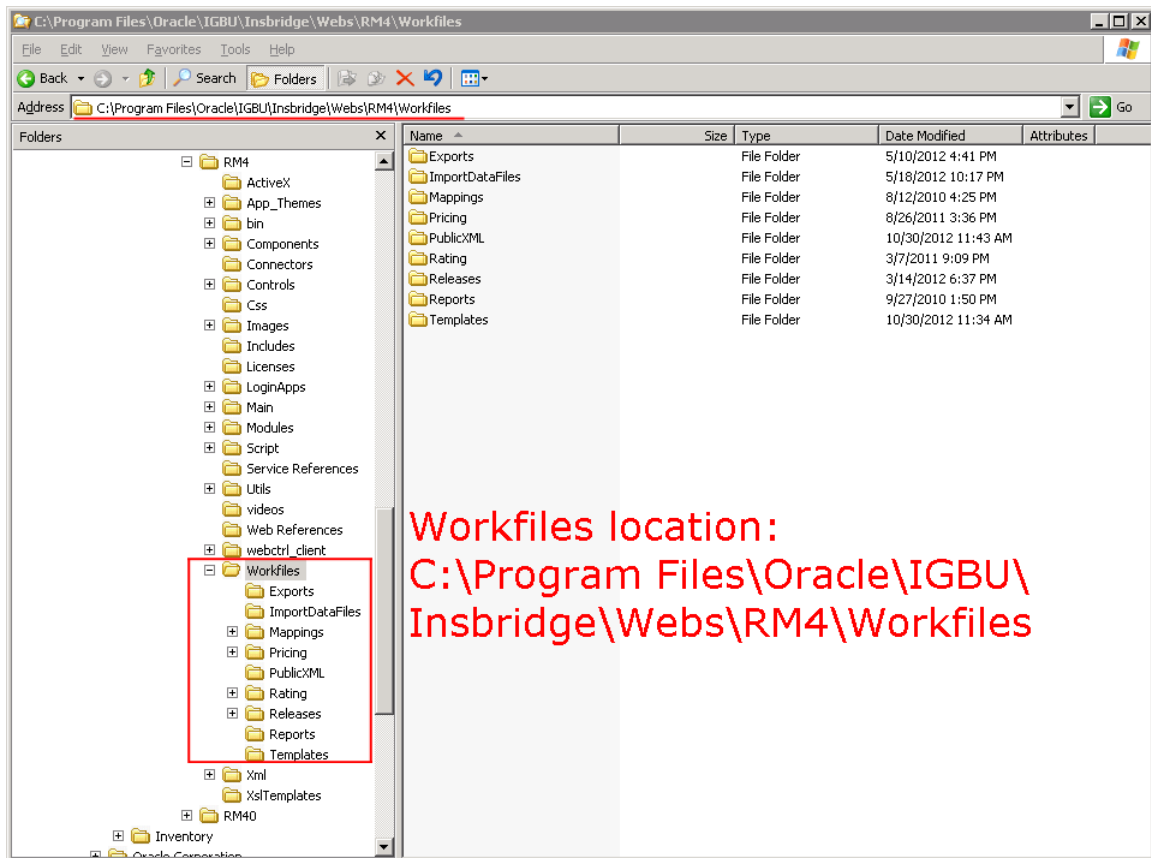 C:\Program Files\Oracle\IGBU\Insbridge\Webs\RM4\Workfiles
File Edit View Favorites Tools Help
Back Search Folders
Address C:\Program Files\Oracle\IGBU\Insbridge\Webs\RM4\Workfiles Go
Folders
RM4
ActiveX
App_Themes
bin
Components
Connectors
Controls
Css
Images
Includes
Licenses
LoginApps
Main
Modules
Script
Service References
Utils
videos
Web References
webctrl_client
Workfiles
Exports
ImportDataFiles
Mappings
Pricing
PublicXML
Rating
Releases
Reports
Templates
Xml
XslTemplates
RM40
Inventory
Oracle Corporation
Name Size Type Date Modified Attributes
Exports File Folder 5/10/2012 4:41 PM
ImportDataFiles File Folder 5/18/2012 10:17 PM
Mappings File Folder 8/12/2010 4:25 PM
Pricing File Folder 8/26/2011 3:36 PM
PublicXML File Folder 10/30/2012 11:43 AM
Rating File Folder 3/7/2011 9:09 PM
Releases File Folder 3/14/2012 6:37 PM
Reports File Folder 9/27/2010 1:50 PM
Templates File Folder 10/30/2012 11:34 AM
Workfiles location:
C:\Program Files\Oracle\IGBU\
Insbridge\Webs\RM4\Workfiles